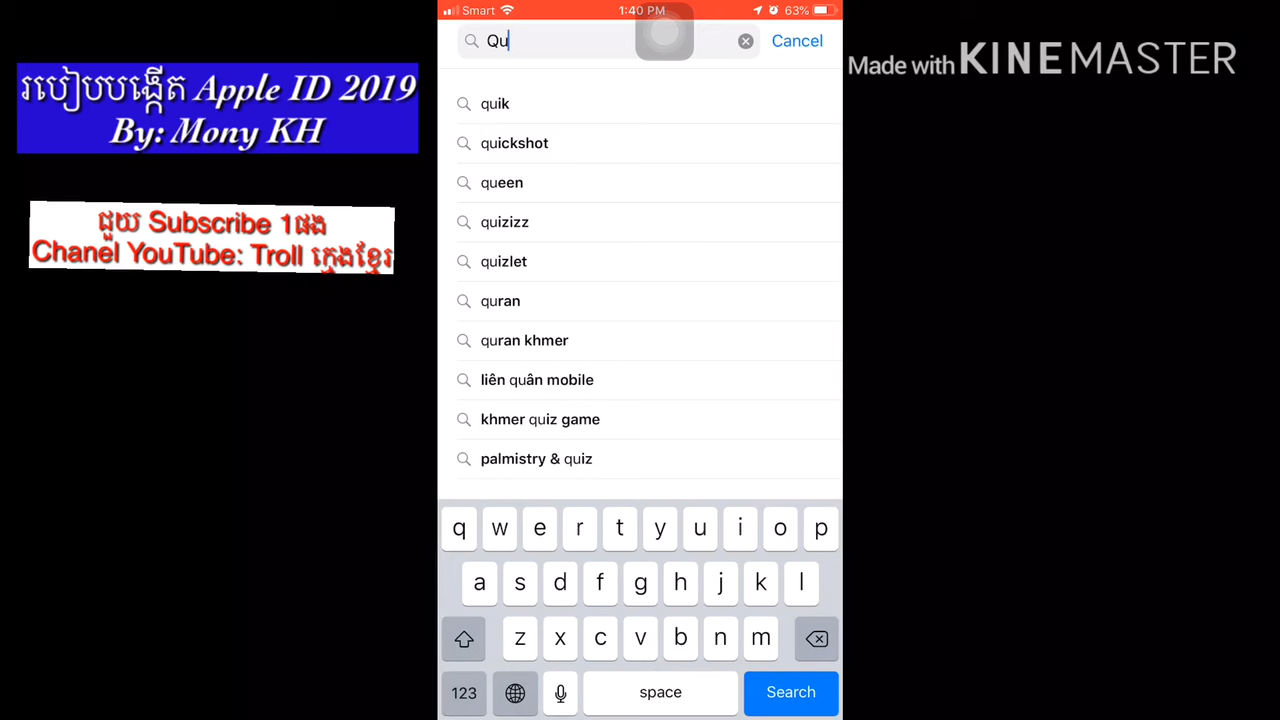 របៀបបង្កើត Apple ID 2019
By: Mony KH
ជួយ Subscribe 1ផង
Chanel YouTube: Troll ក្មេងខ្មែរ
Smart 1:40 PM 63%
Qu Cancel
quik
quickshot
queen
quizizz
quizlet
quran
quran khmer
liên quân mobile
khmer quiz game
palmistry & quiz
q w e r t y u i o p
a s d f g h j k l
z x c v b n m
123 space Search
Made with KINEMASTER